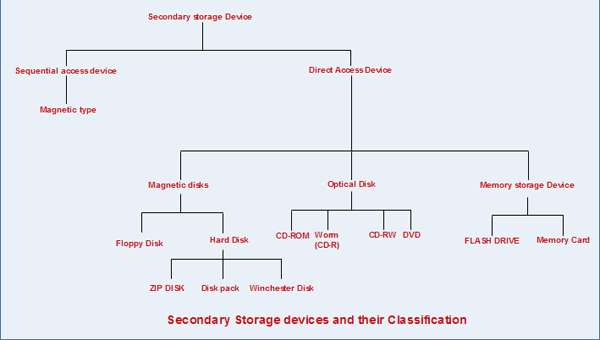 Secondary storage Device
Sequential access device
Direct Access Device
Magnetic type
Magnetic disks
Optical Disk
Memory storage Device
Floppy Disk
Hard Disk
CD-ROM
Worm
(CD-R)
CD-RW
DVD
FLASH DRIVE
Memory Card
ZIP DISK
Disk pack
Winchester Disk
Secondary Storage devices and their Classification